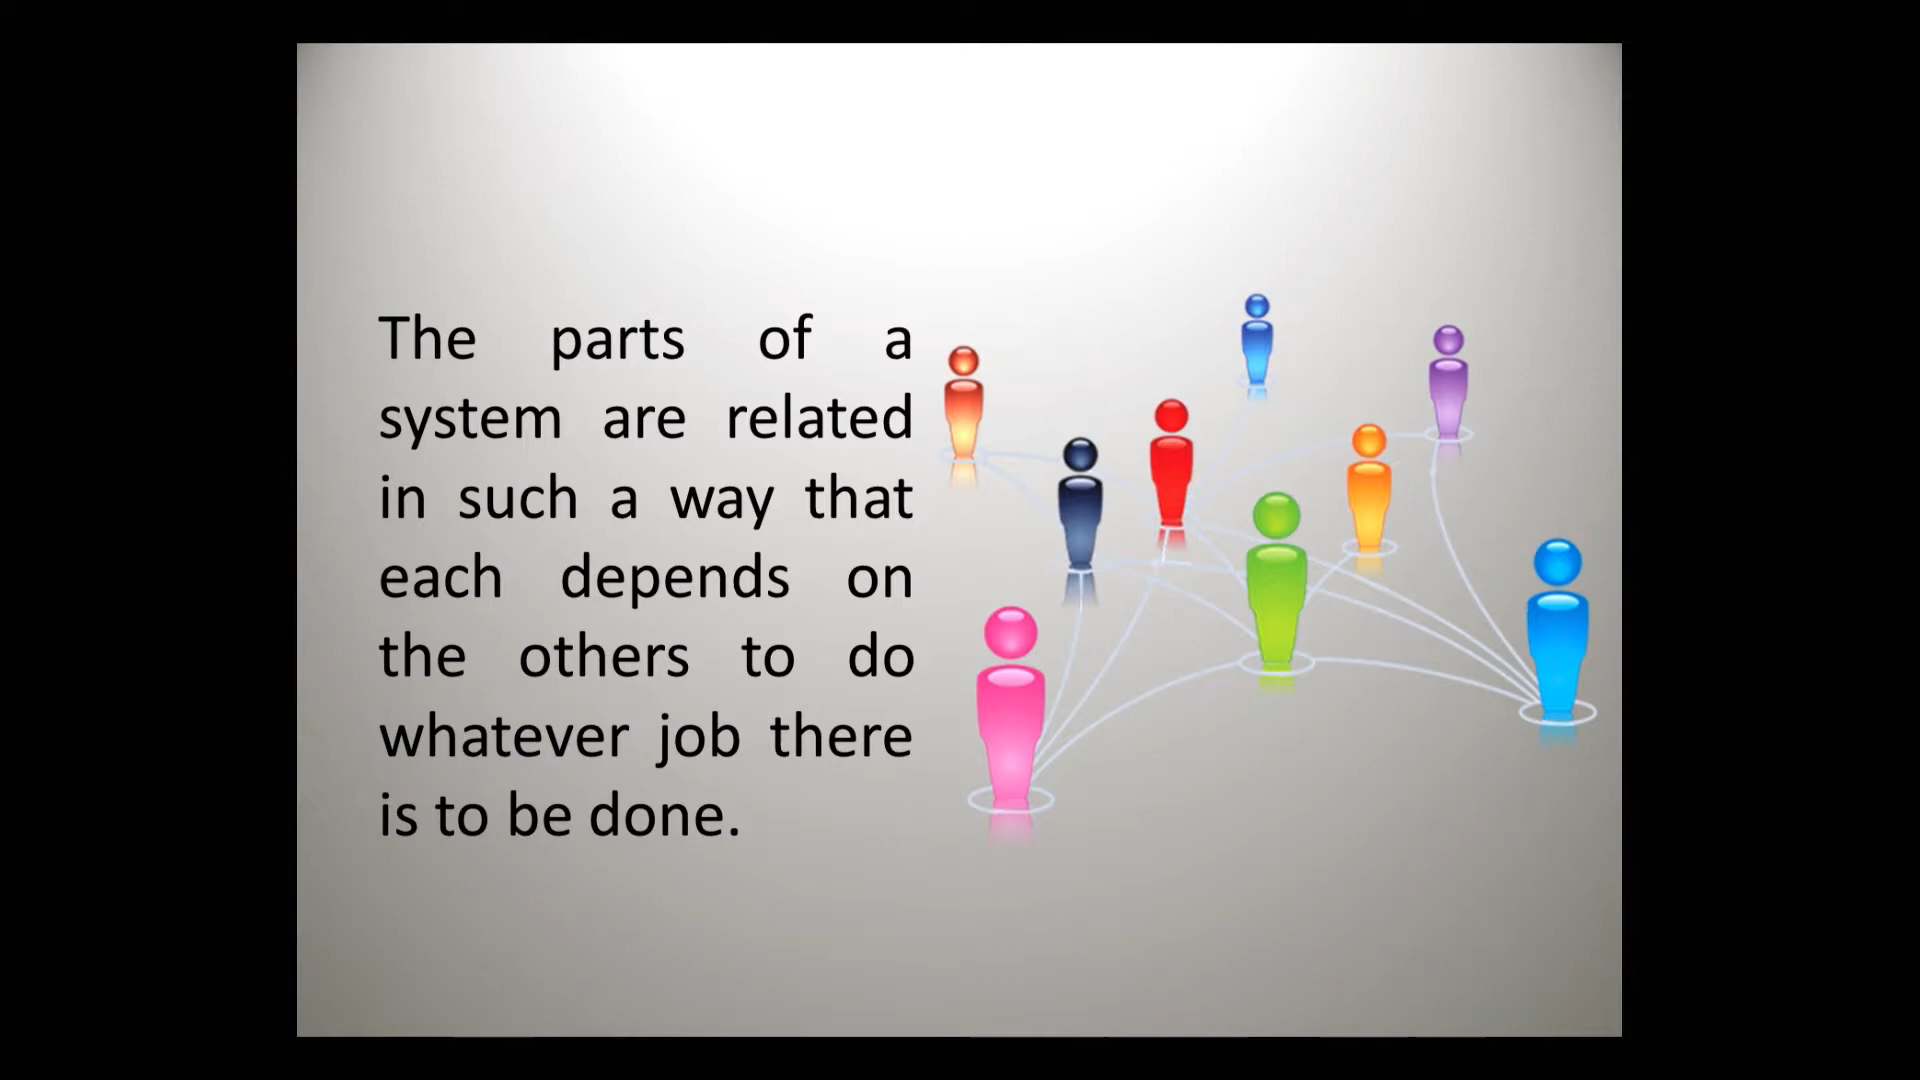 The parts of a
system are related
in such a way that
each depends on
the others to do
whatever job there
is to be done.